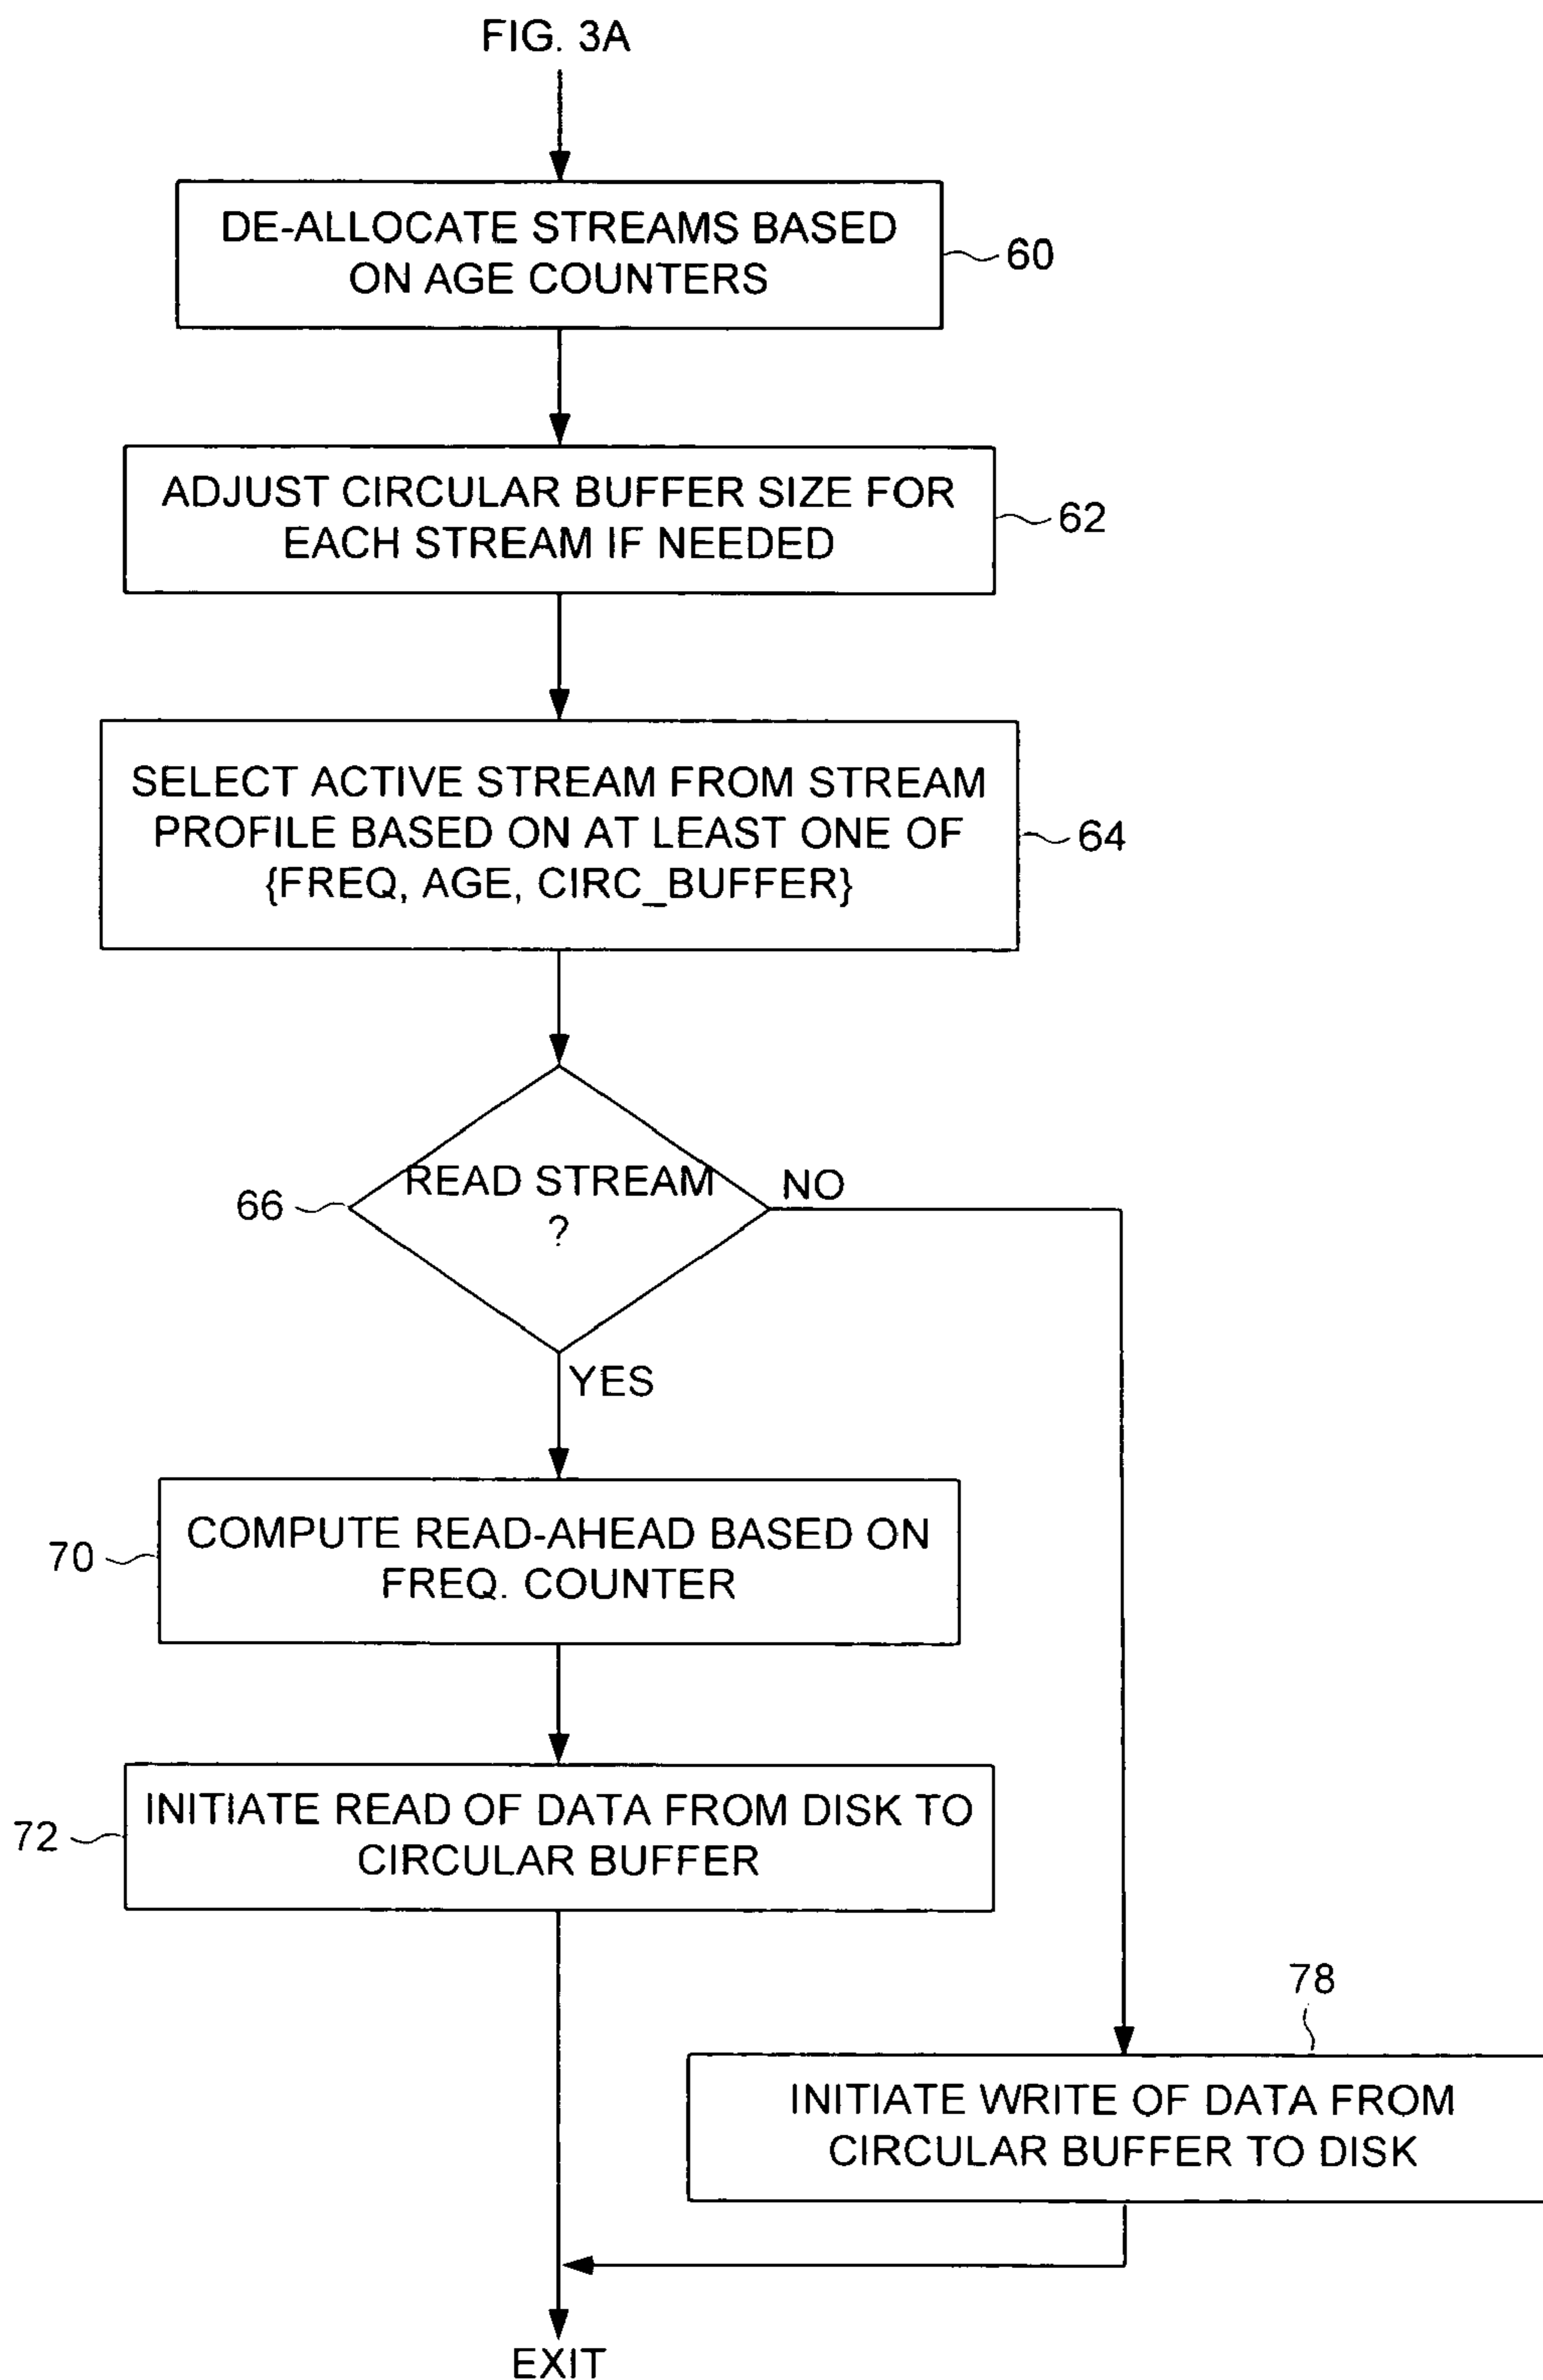 FIG. 3A
DE-ALLOCATE STREAMS BASED
ON AGE COUNTERS
60
ADJUST CIRCULAR BUFFER SIZE FOR
EACH STREAM IF NEEDED
62
SELECT ACTIVE STREAM FROM STREAM
PROFILE BASED ON AT LEAST ONE OF
{FREQ, AGE, CIRC_BUFFER}
64
READ STREAM
?
66
NO
YES
COMPUTE READ-AHEAD BASED ON
FREQ. COUNTER
70
INITIATE READ OF DATA FROM DISK TO
CIRCULAR BUFFER
72
78
INITIATE WRITE OF DATA FROM
CIRCULAR BUFFER TO DISK
EXIT